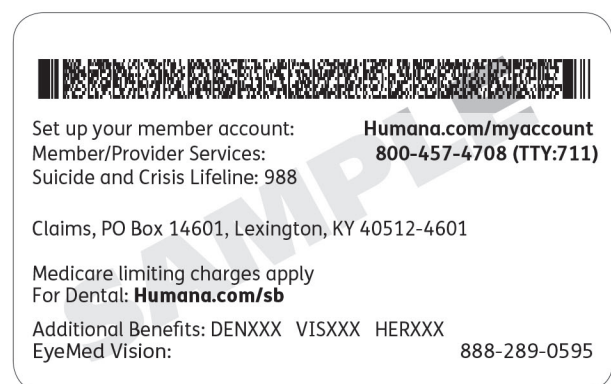 Set up your member account: Humana.com/myaccount
Member/Provider Services: 800-457-4708 (TTY:711)
Suicide and Crisis Lifeline: 988
Claims, PO Box 14601, Lexington, KY 40512-4601
Medicare limiting charges apply
For Dental: Humana.com/sb
Additional Benefits: DENXXX VISXXX HERXXX
EyeMed Vision: 888-289-0595
SAMPLE